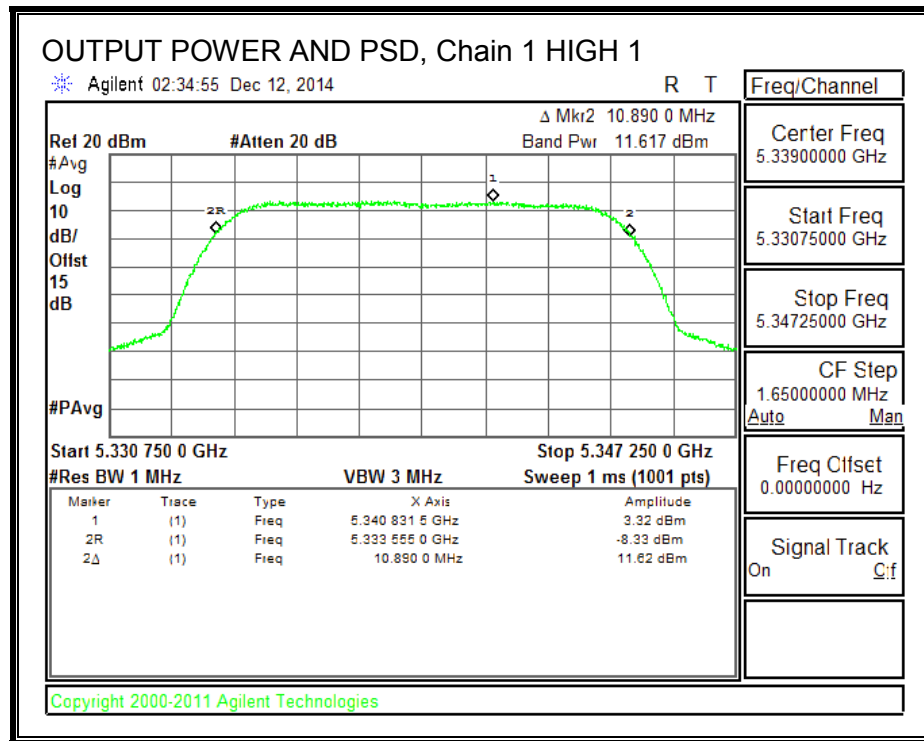 OUTPUT POWER AND PSD, Chain 1 HIGH 1
Agilent 02:34:55 Dec 12, 2014 R T
Freq/Channel
Δ Mkr2 10.890 0 MHz
Ref 20 dBm #Atten 20 dB Band Pwr 11.617 dBm
#Avg
Log
10
dB/
Offst
15
dB
#PAvg
1
2R
2
Start 5.330 750 0 GHz Stop 5.347 250 0 GHz
#Res BW 1 MHz VBW 3 MHz Sweep 1 ms (1001 pts)
Marker Trace Type X Axis Amplitude
1 (1) Freq 5.340 831 5 GHz 3.32 dBm
2R (1) Freq 5.333 555 0 GHz -8.33 dBm
2Δ (1) Freq 10.890 0 MHz 11.62 dBm
Center Freq
5.33900000 GHz
Start Freq
5.33075000 GHz
Stop Freq
5.34725000 GHz
CF Step
1.65000000 MHz
Auto Man
Freq Offset
0.00000000 Hz
Signal Track
On Off
Copyright 2000-2011 Agilent Technologies